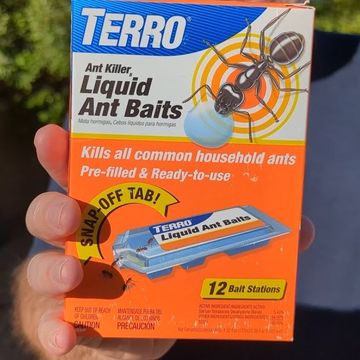 TERRO®
Ant Killer
Liquid
Ant Baits
Mata hormigas, Cebos líquidos para hormigas
Kills all common household ants
Pre-filled & Ready-to-use
SNAP-OFF TAB!
TERRO®
Liquid Ant Baits
12 Bait Stations
KEEP OUT OF REACH
OF CHILDREN
CAUTION
PRECAUCIÓN